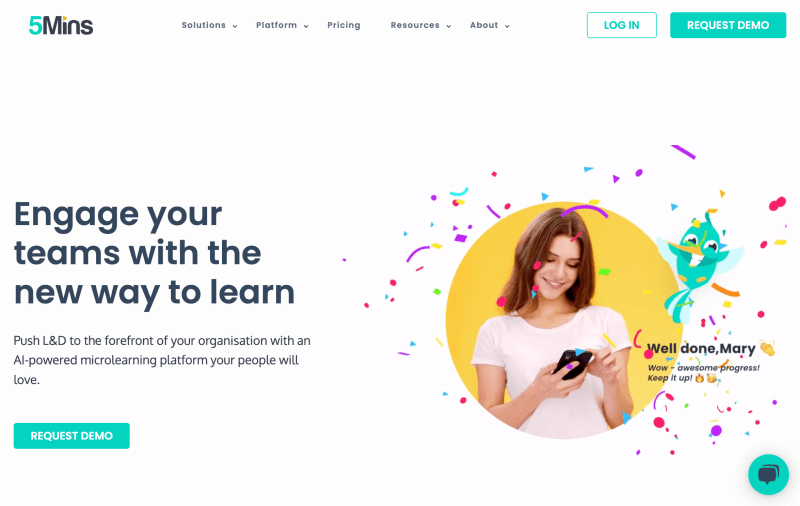 5Mins
Solutions
Platform
Pricing
Resources
About
LOG IN
REQUEST DEMO
Engage your
teams with the
new way to learn
Push L&D to the forefront of your organisation with an
AI-powered microlearning platform your people will
love.
REQUEST DEMO
Well done,Mary 👏
Wow - awesome progress!
Keep it up! 🔥🥳